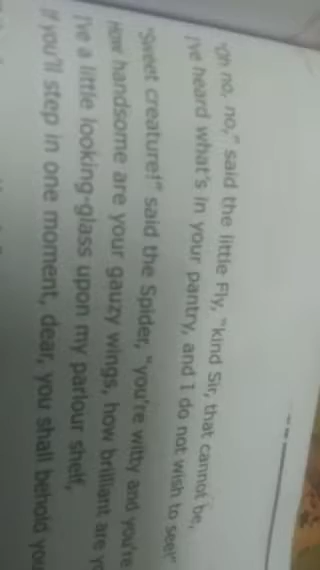 "Oh no, no," said the little Fly, "kind Sir, that cannot be,
I've heard what's in your pantry, and I do not wish to see!"
"Sweet creature!" said the Spider, "you're witty and you're
How handsome are your gauzy wings, how brilliant are
I've a little looking-glass upon my parlour shelf,
If you'll step in one moment, dear, you shall behold